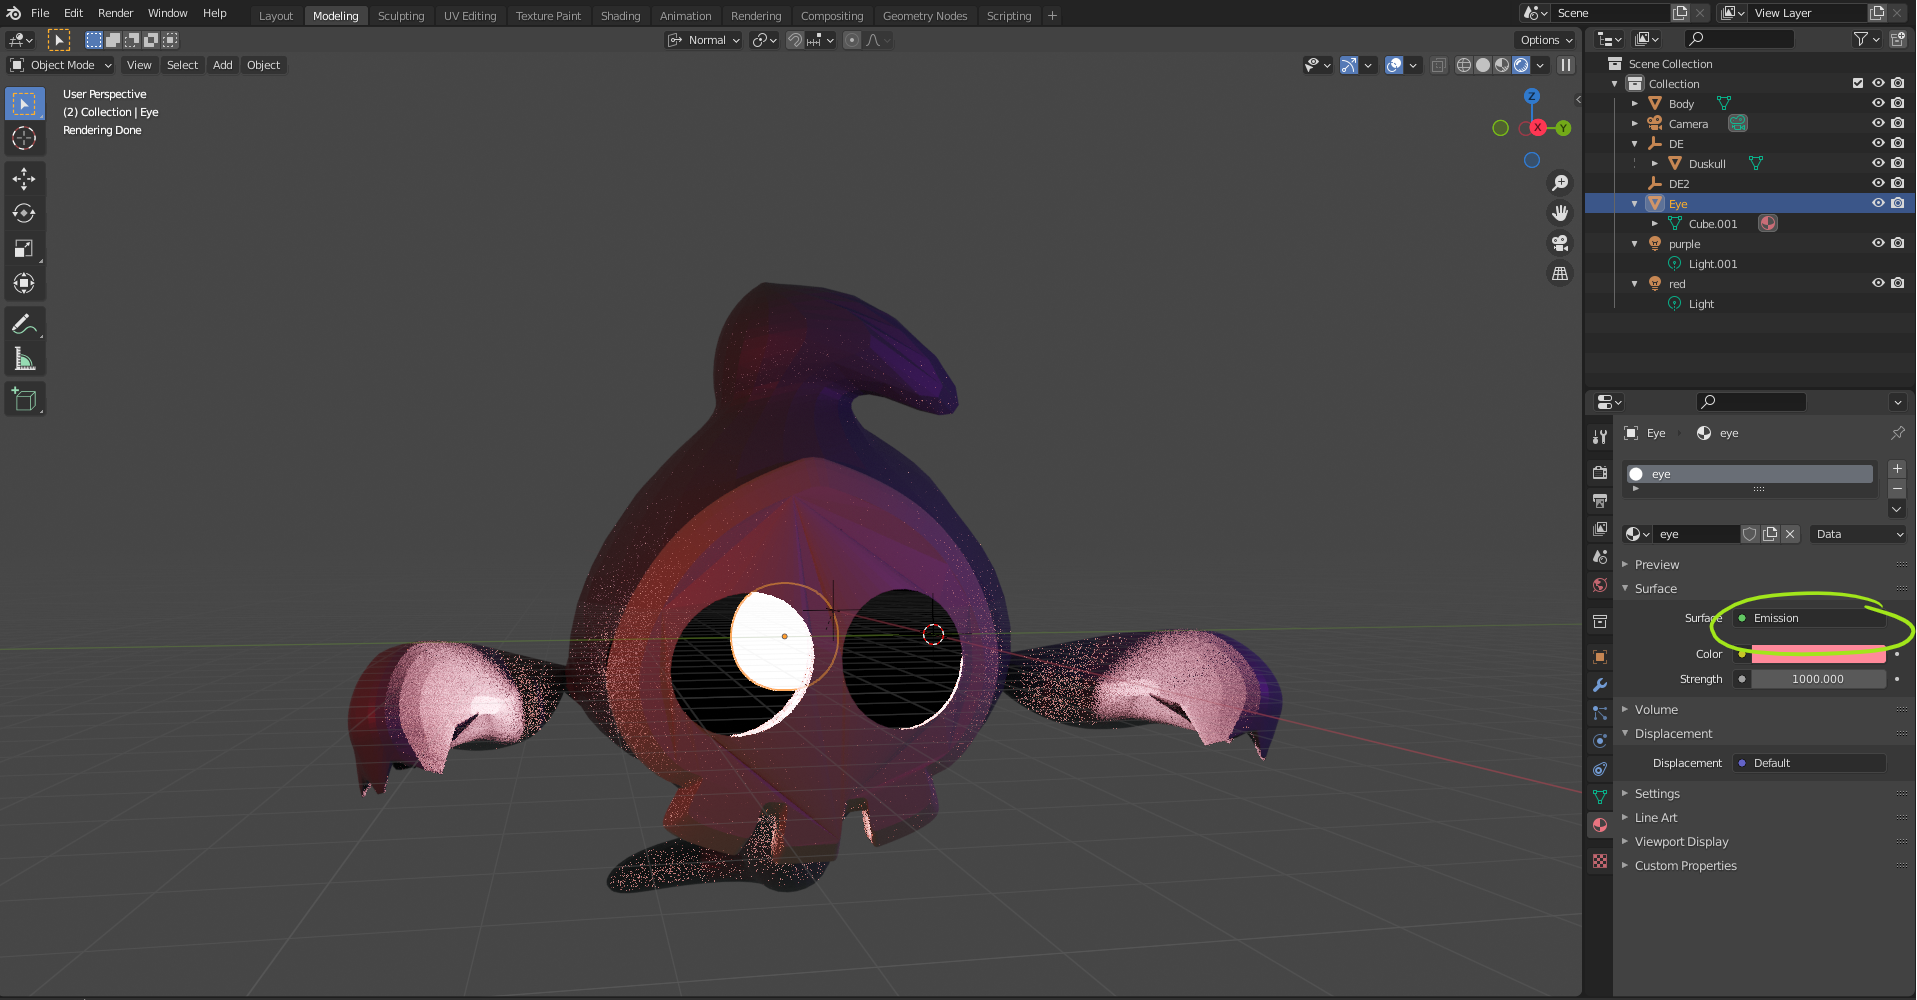 File Edit Render Window Help
Layout Modeling Sculpting UV Editing Texture Paint Shading Animation Rendering Compositing Geometry Nodes Scripting +
Scene
View Layer
Normal
Options
Object Mode View Select Add Object
User Perspective
(2) Collection | Eye
Rendering Done
Z
X
Y
Scene Collection
Collection
Body
Camera
DE
Duskull
DE2
Eye
Cube.001
purple
Light.001
red
Light
Eye eye
eye
eye Data
Preview
Surface
Surface Emission
Color
Strength 1000.000
Volume
Displacement
Displacement Default
Settings
Line Art
Viewport Display
Custom Properties